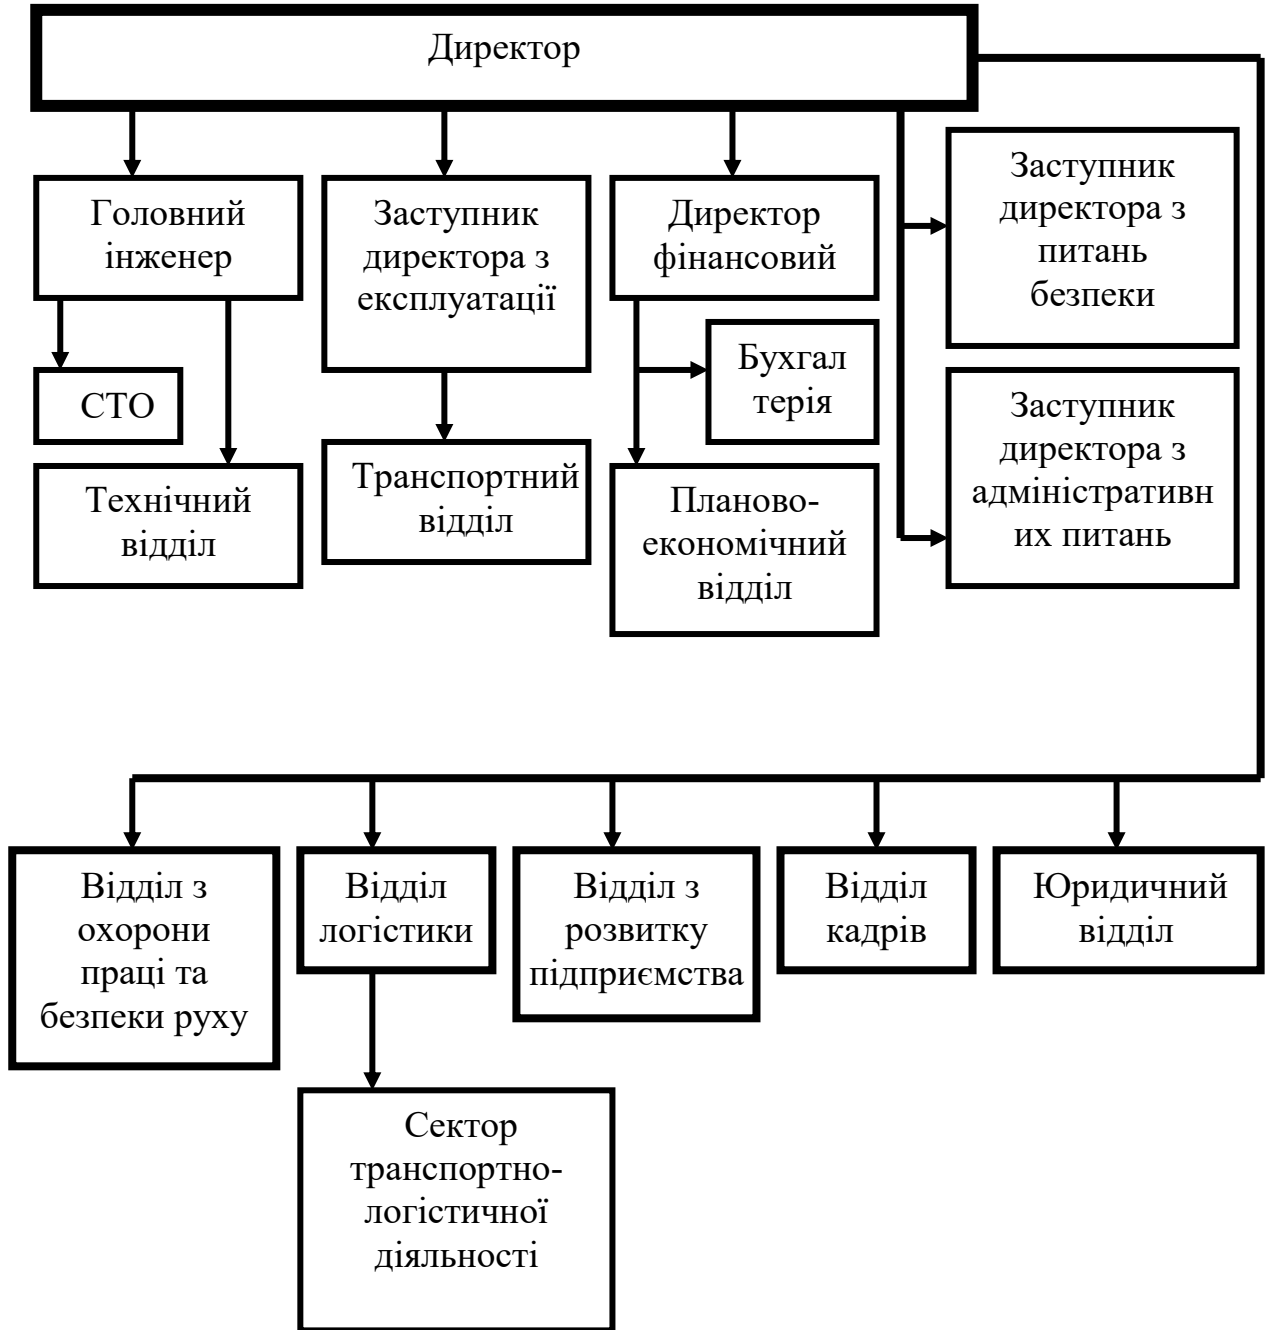 Директор
Головний
інженер
Заступник
директора з
експлуатації
Директор
фінансовий
Заступник
директора з
питань
безпеки
СТО
Бухгал
терія
Заступник
директора з
адміністративн
их питань
Технічний
відділ
Транспортний
відділ
Планово-
економічний
відділ
Відділ з
охорони
праці та
безпеки руху
Відділ
логістики
Відділ з
розвитку
підприємства
Відділ
кадрів
Юридичний
відділ
Сектор
транспортно-
логістичної
діяльності